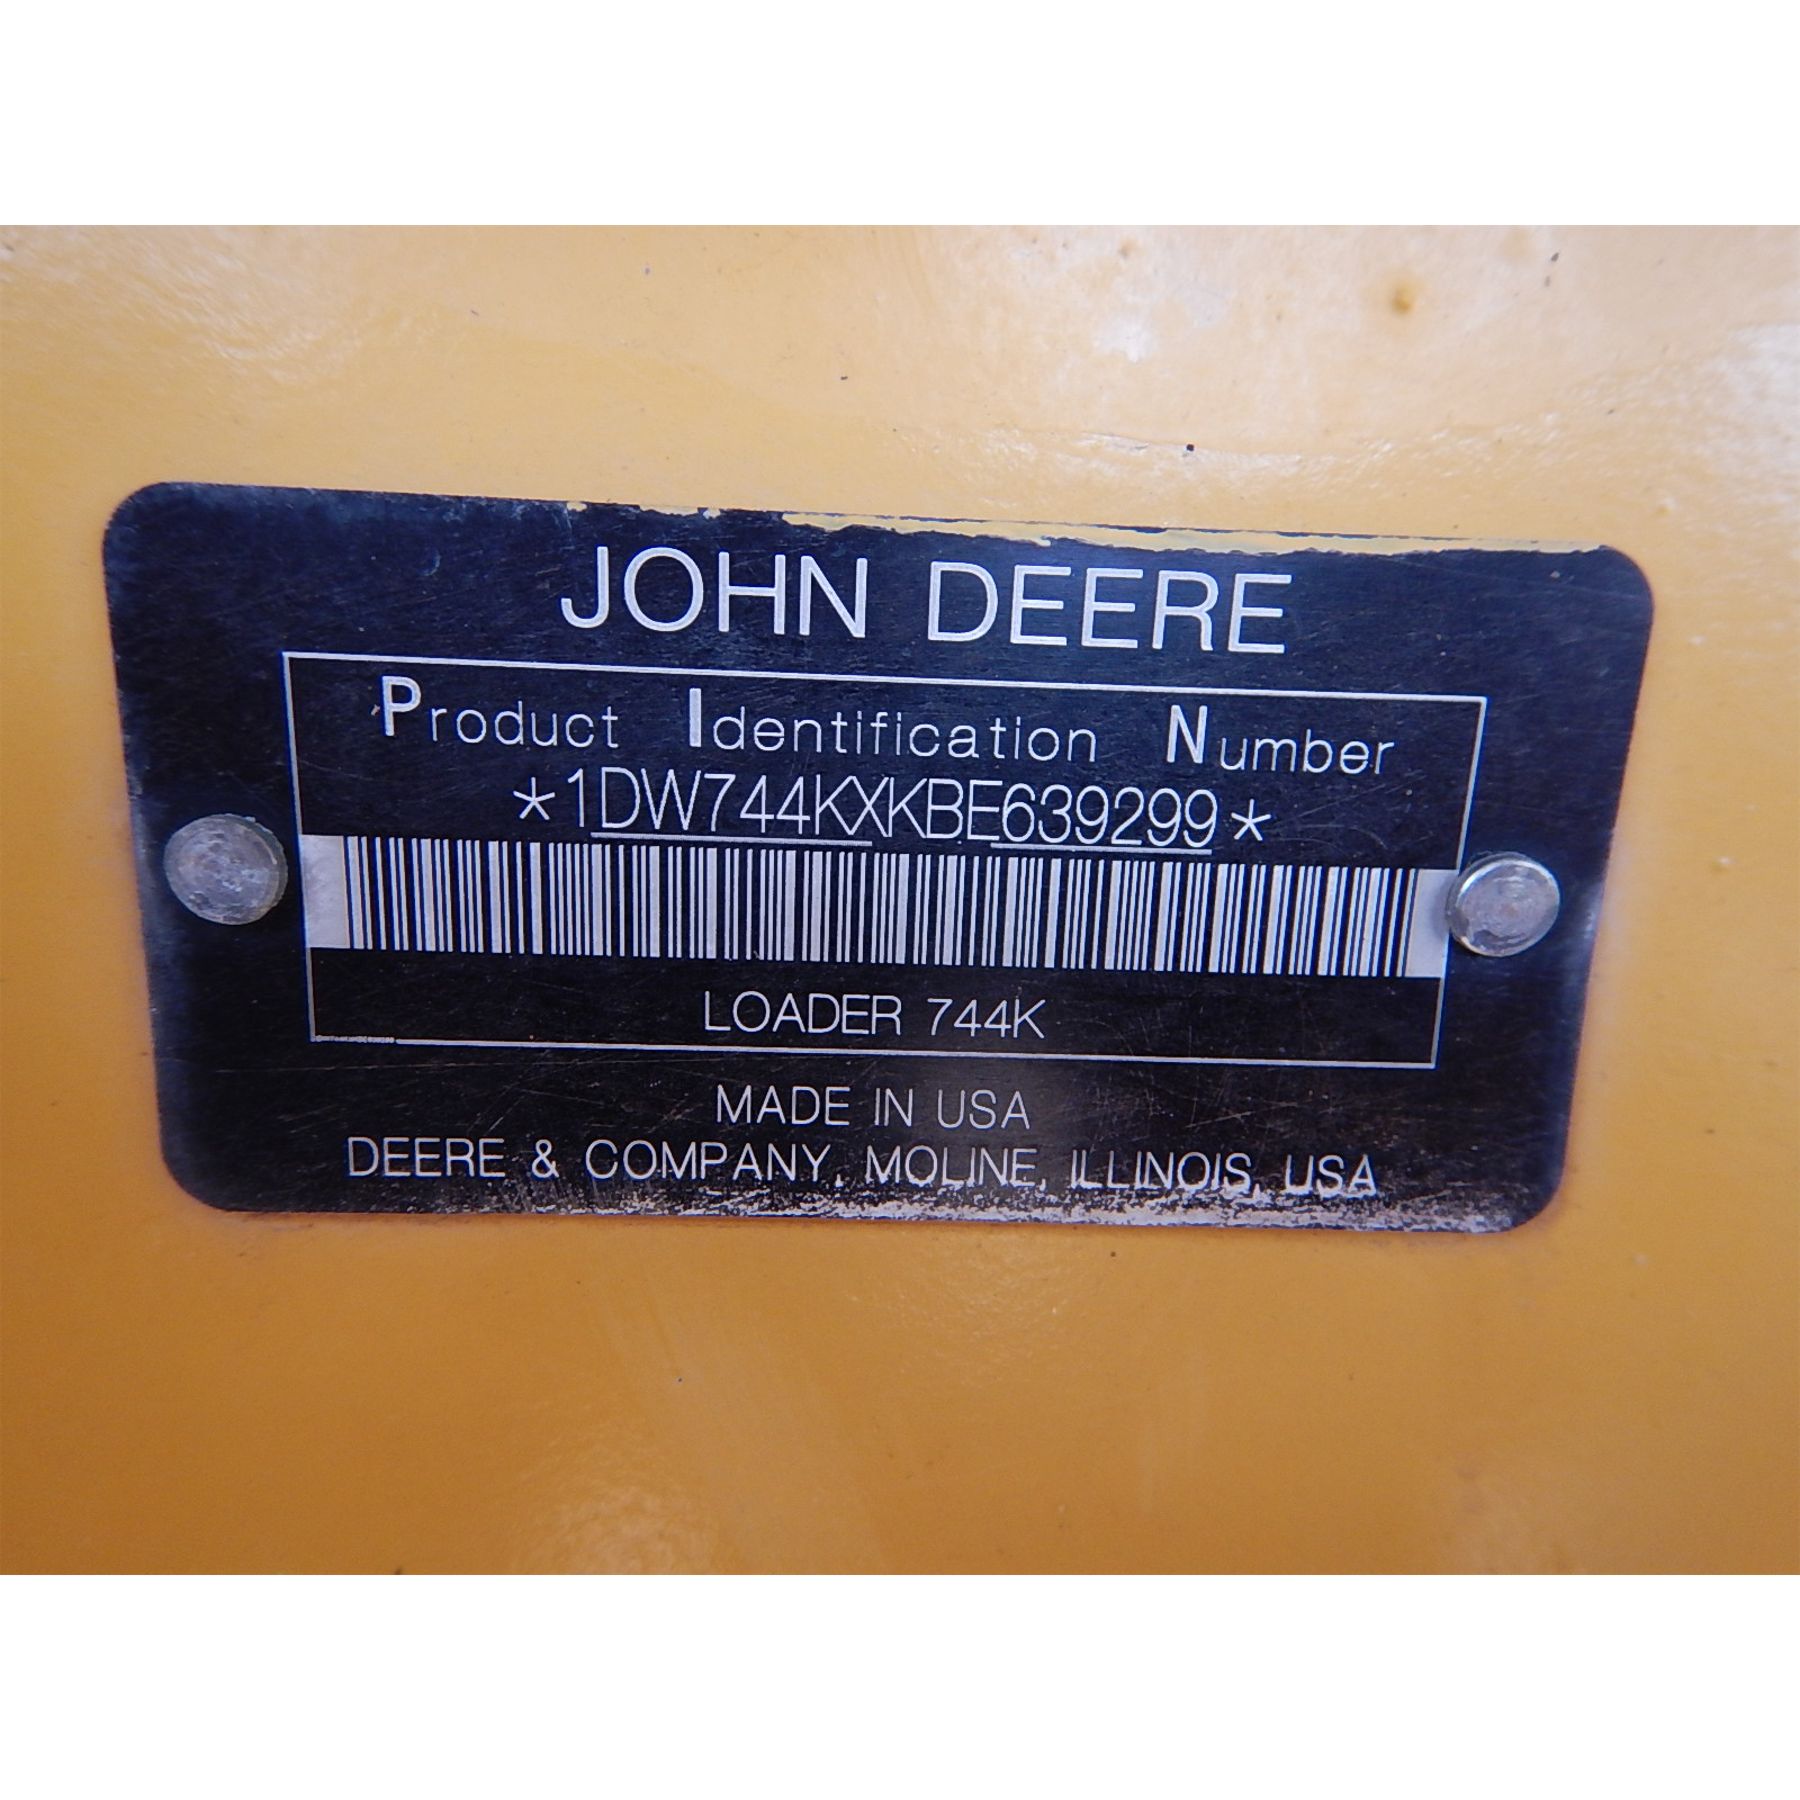 JOHN DEERE
Product Identification Number
*1DW744KXKBE639299*
LOADER 744K
MADE IN USA
DEERE & COMPANY, MOLINE, ILLINOIS, USA